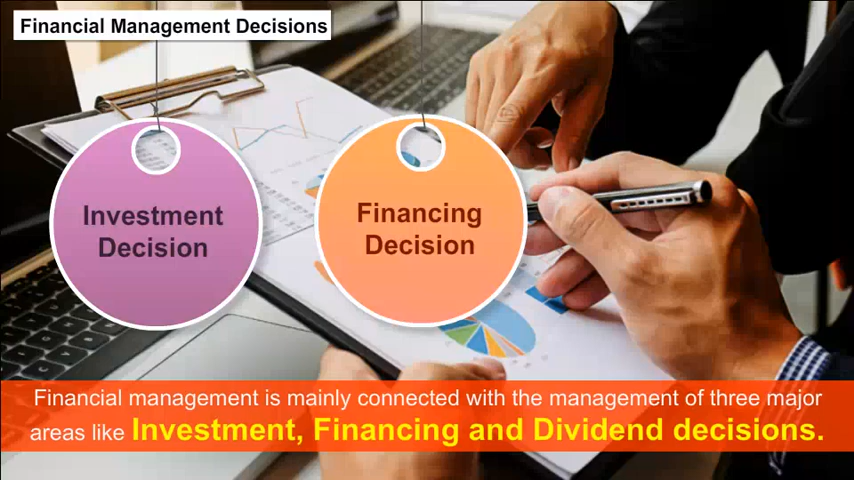 Financial Management Decisions
Investment
Decision
Financing
Decision
Financial management is mainly connected with the management of three major
areas like Investment, Financing and Dividend decisions.